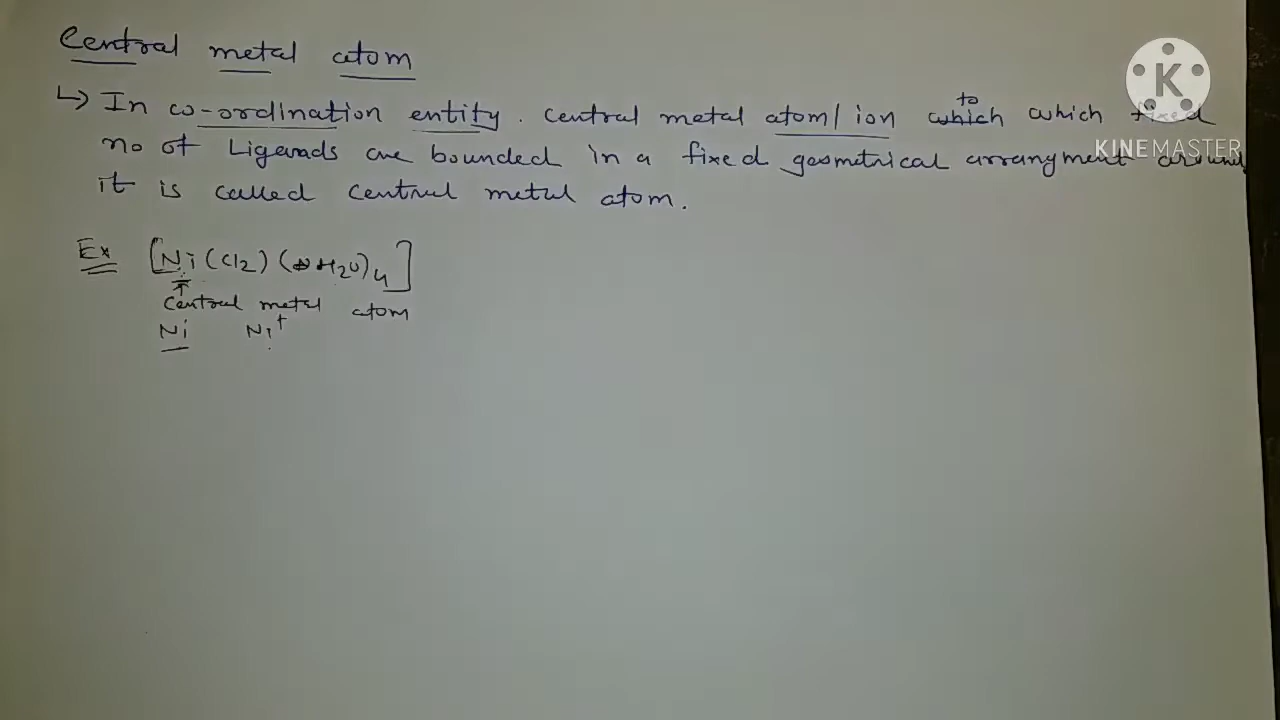 Central metal atom
↳ In co-ordination entity. Central metal atom/ion which to which fixed
no of Ligands are bounded in a fixed geometrical arrangment around
it is called central metal atom.
Ex [Ni(Cl2)(H2O)4]
Central metal atom
Ni Ni+
K
KINEMASTER